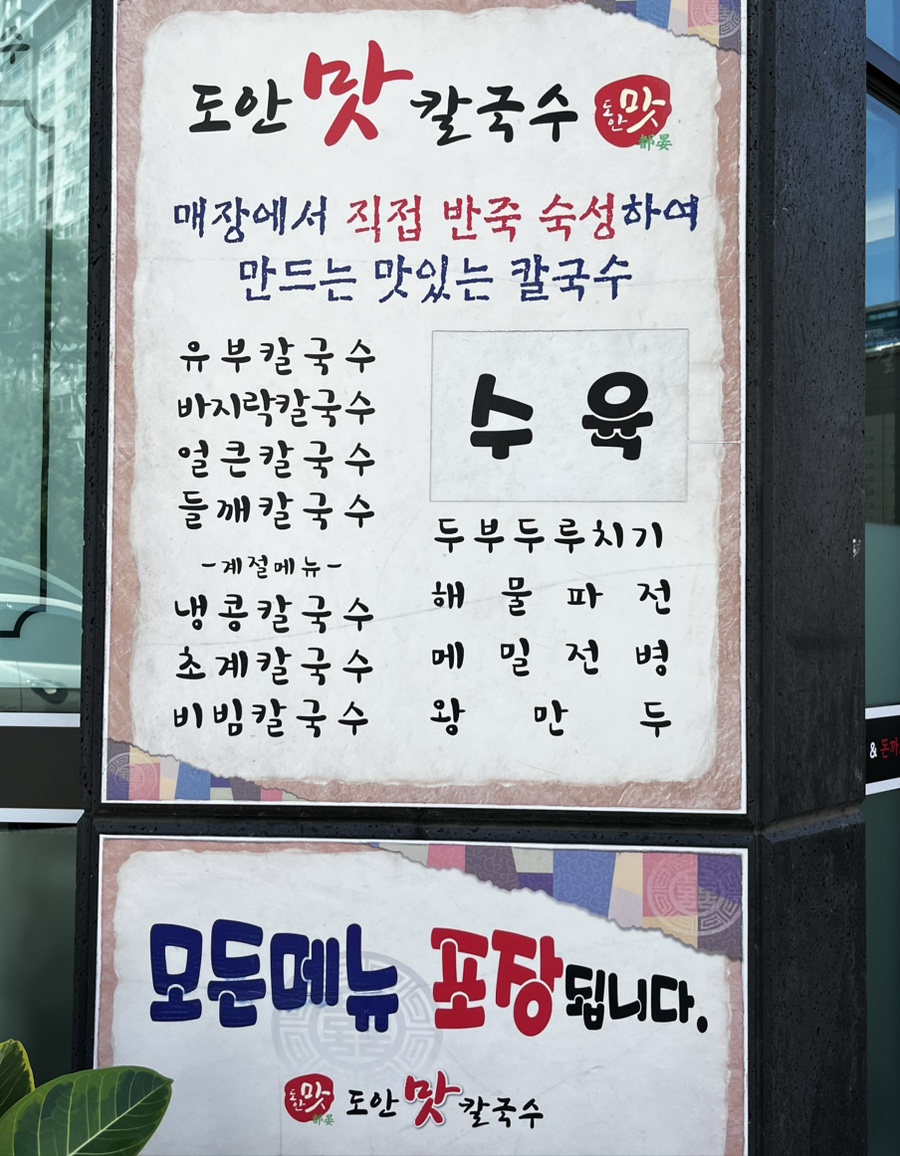 도안 맛 칼국수 도안 맛
매장에서 직접 반죽 숙성하여
만드는 맛있는 칼국수
유부칼국수
바지락칼국수
얼큰칼국수
들깨칼국수
-계절메뉴-
냉콩칼국수
초계칼국수
비빔칼국수
수육
두부두루치기
해물파전
메밀전병
왕만두
& 돈까
모든메뉴 포장됩니다.
도안 맛 도안 맛 칼국수